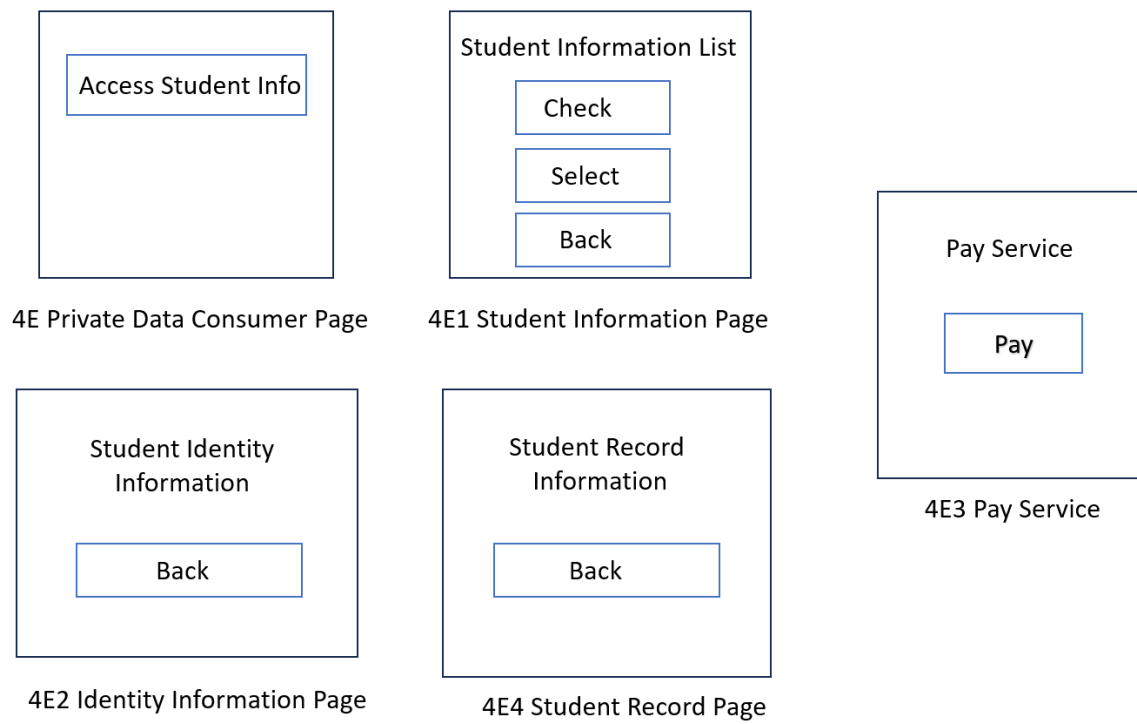 Access Student Info
4E Private Data Consumer Page
Student Information List
Check
Select
Back
4E1 Student Information Page
Pay Service
Pay
4E3 Pay Service
Student Identity
Information
Back
4E2 Identity Information Page
Student Record
Information
Back
4E4 Student Record Page